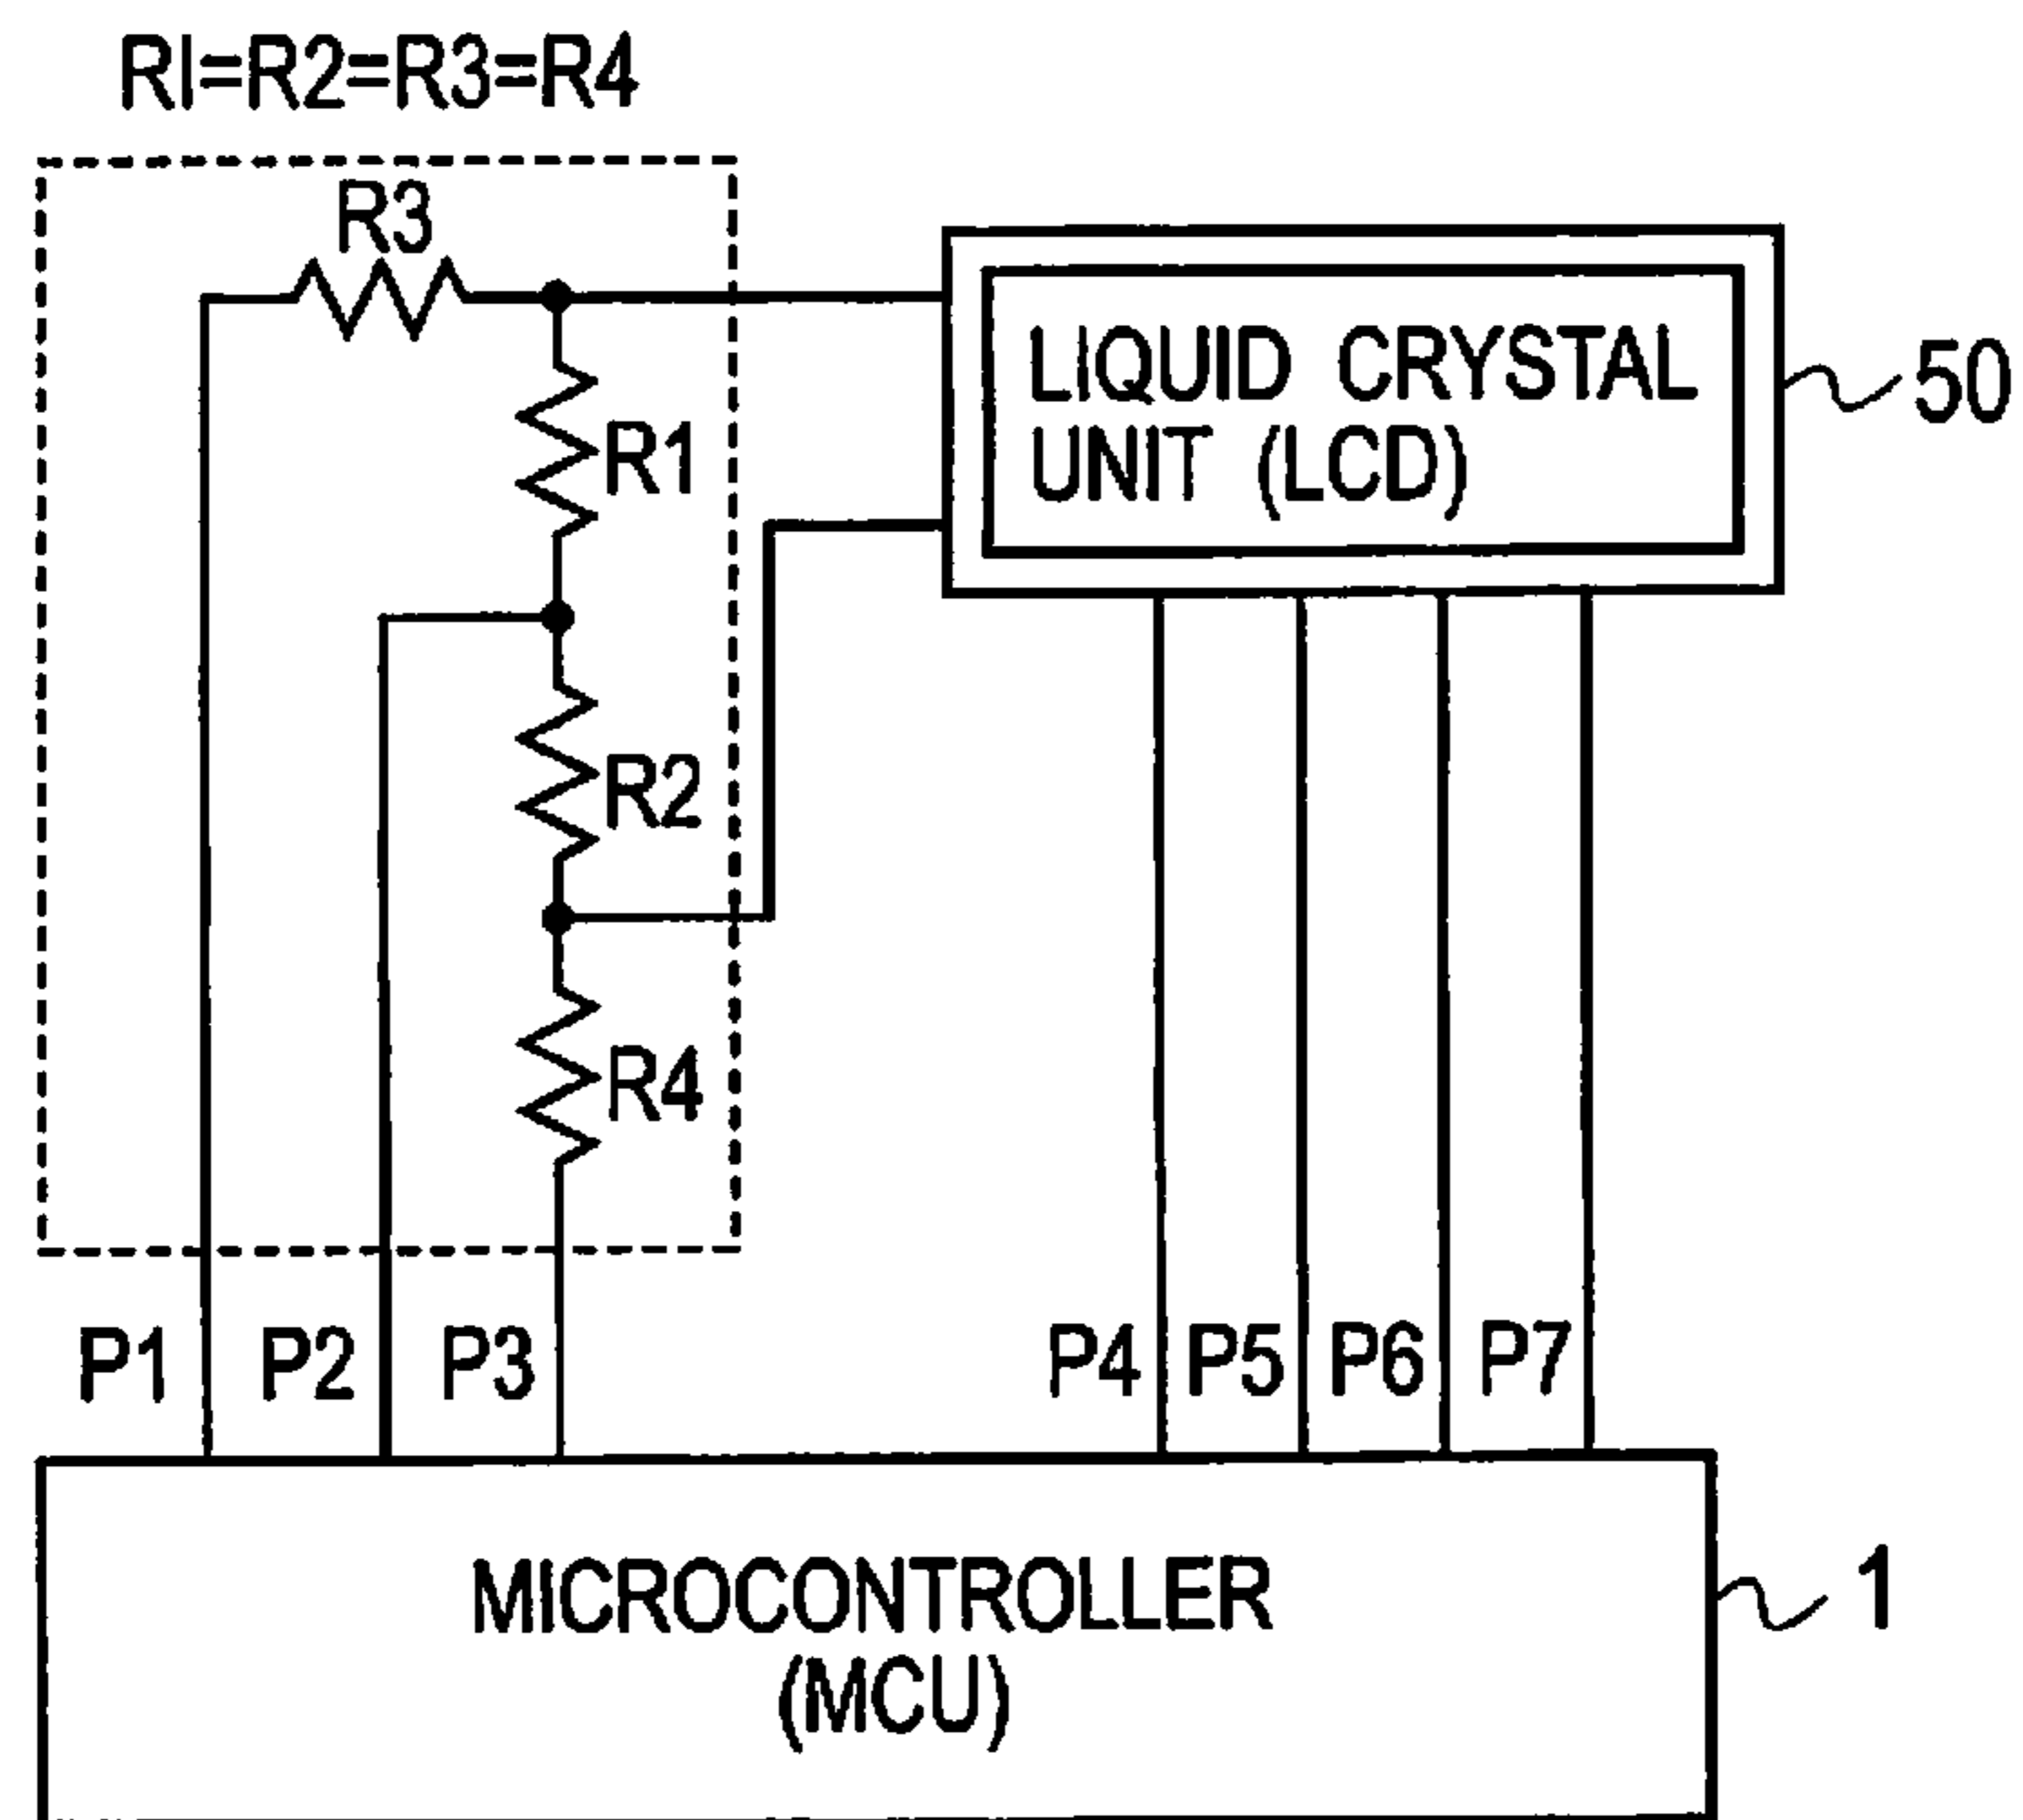 RI=R2=R3=R4
R3
R1
R2
R4
LIQUID CRYSTAL
UNIT (LCD)
50
P1 P2 P3 P4 P5 P6 P7
MICROCONTROLLER
(MCU)
1